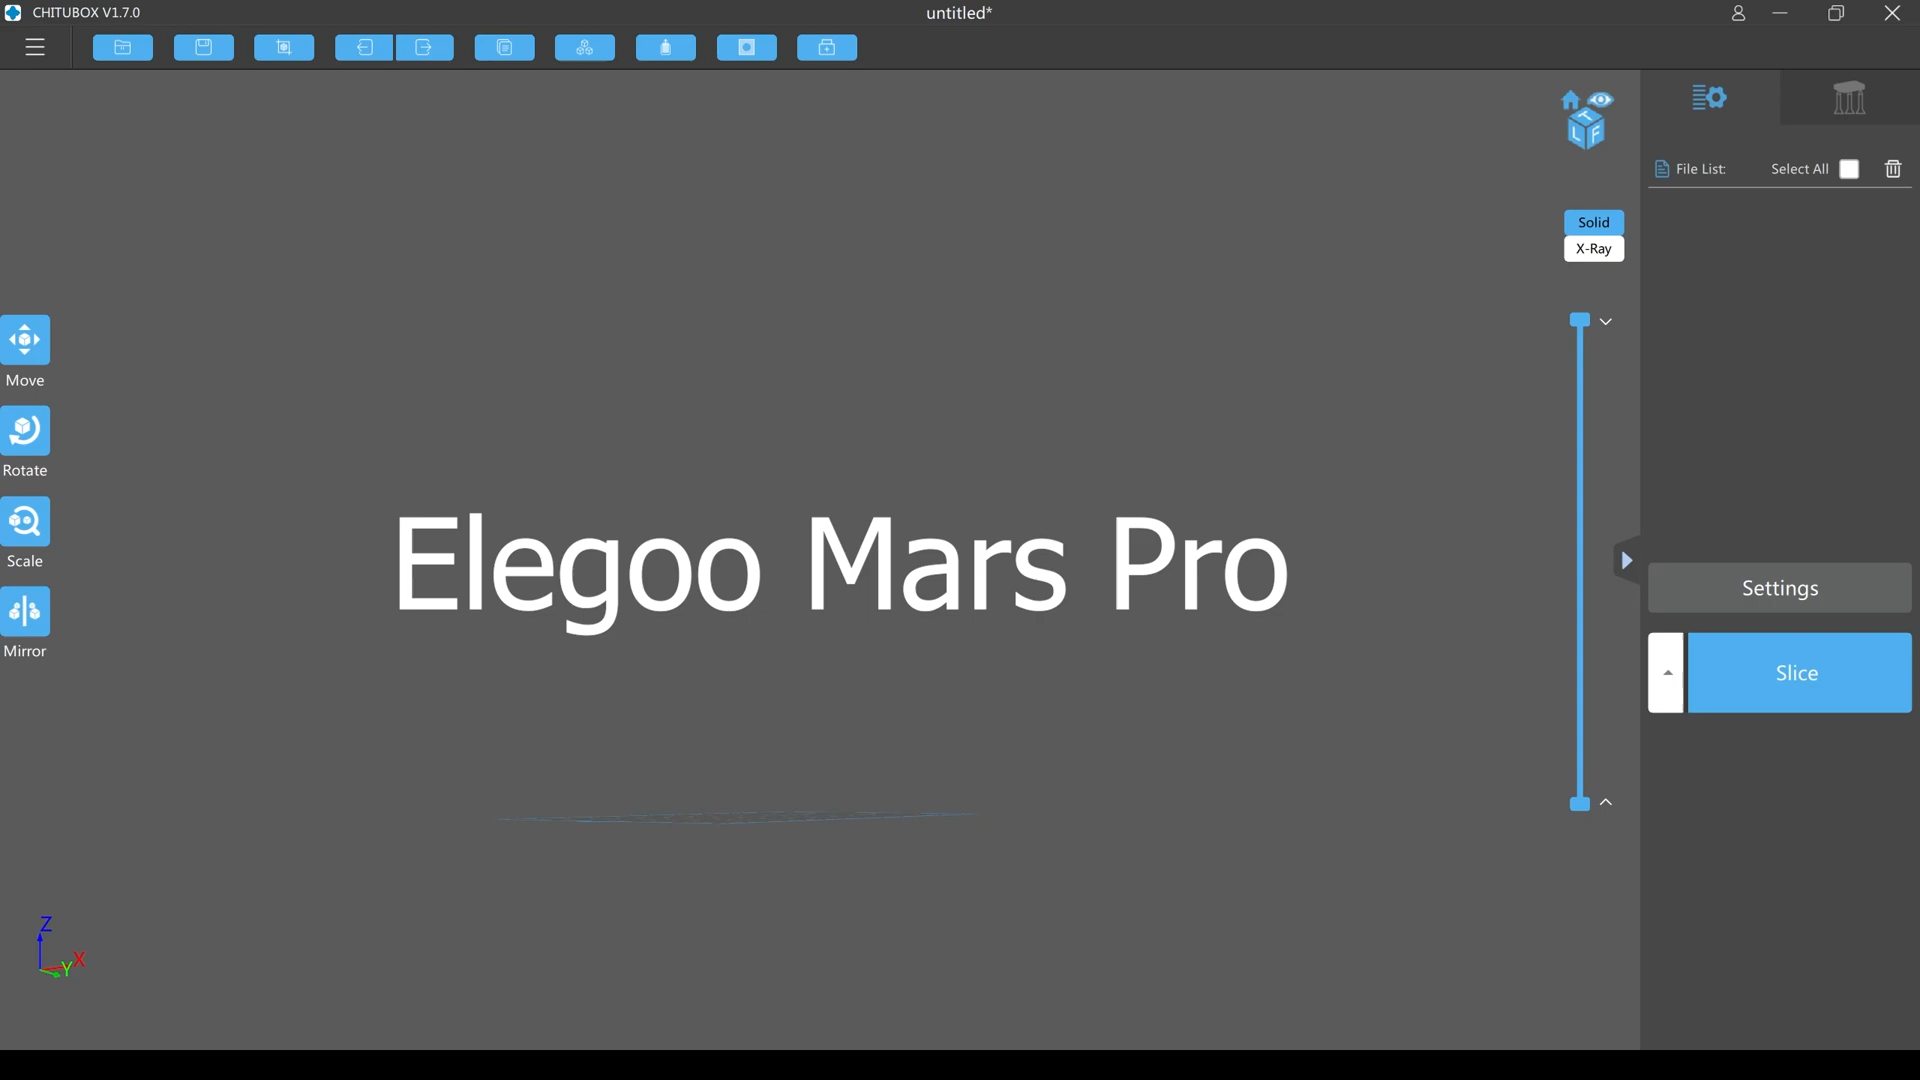 CHITUBOX V1.7.0
untitled*
T
L F
File List:
Select All
Solid
X-Ray
Move
Rotate
Scale
Mirror
Elegoo Mars Pro
Settings
Slice
Z
X
Y